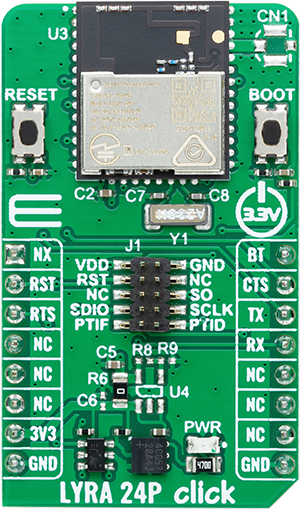 CN1
U3
RESET
BOOT
C2 C7 C8
3.3V
Y1
J1
NX VDD GND BT
RST RST NC CTS
RTS NC SO TX
NC SDIO SCLK RX
PTIF PTID
NC C5 R8 R9 NC
NC R6 U4 NC
C6
3V3 PWR NC
GND 4700 GND
LYRA 24P click